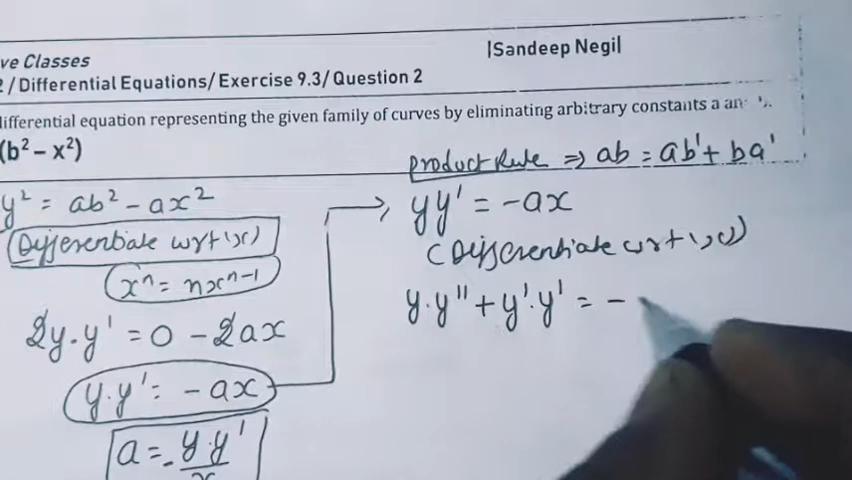 ve Classes
|Sandeep Negi|
2 / Differential Equations/ Exercise 9.3/ Question 2
differential equation representing the given family of curves by eliminating arbitrary constants a an
(b² – x²)
Product Rule ⇒ ab = ab' + ba'
y² = ab² - ax²
Differentiate wrt (x)
xⁿ = nxⁿ⁻¹
2y·y' = 0 - 2ax
y·y' = -ax
a = - y·y' / x
yy' = -ax
(Differentiate wrt (x))
y·y'' + y'·y' = -